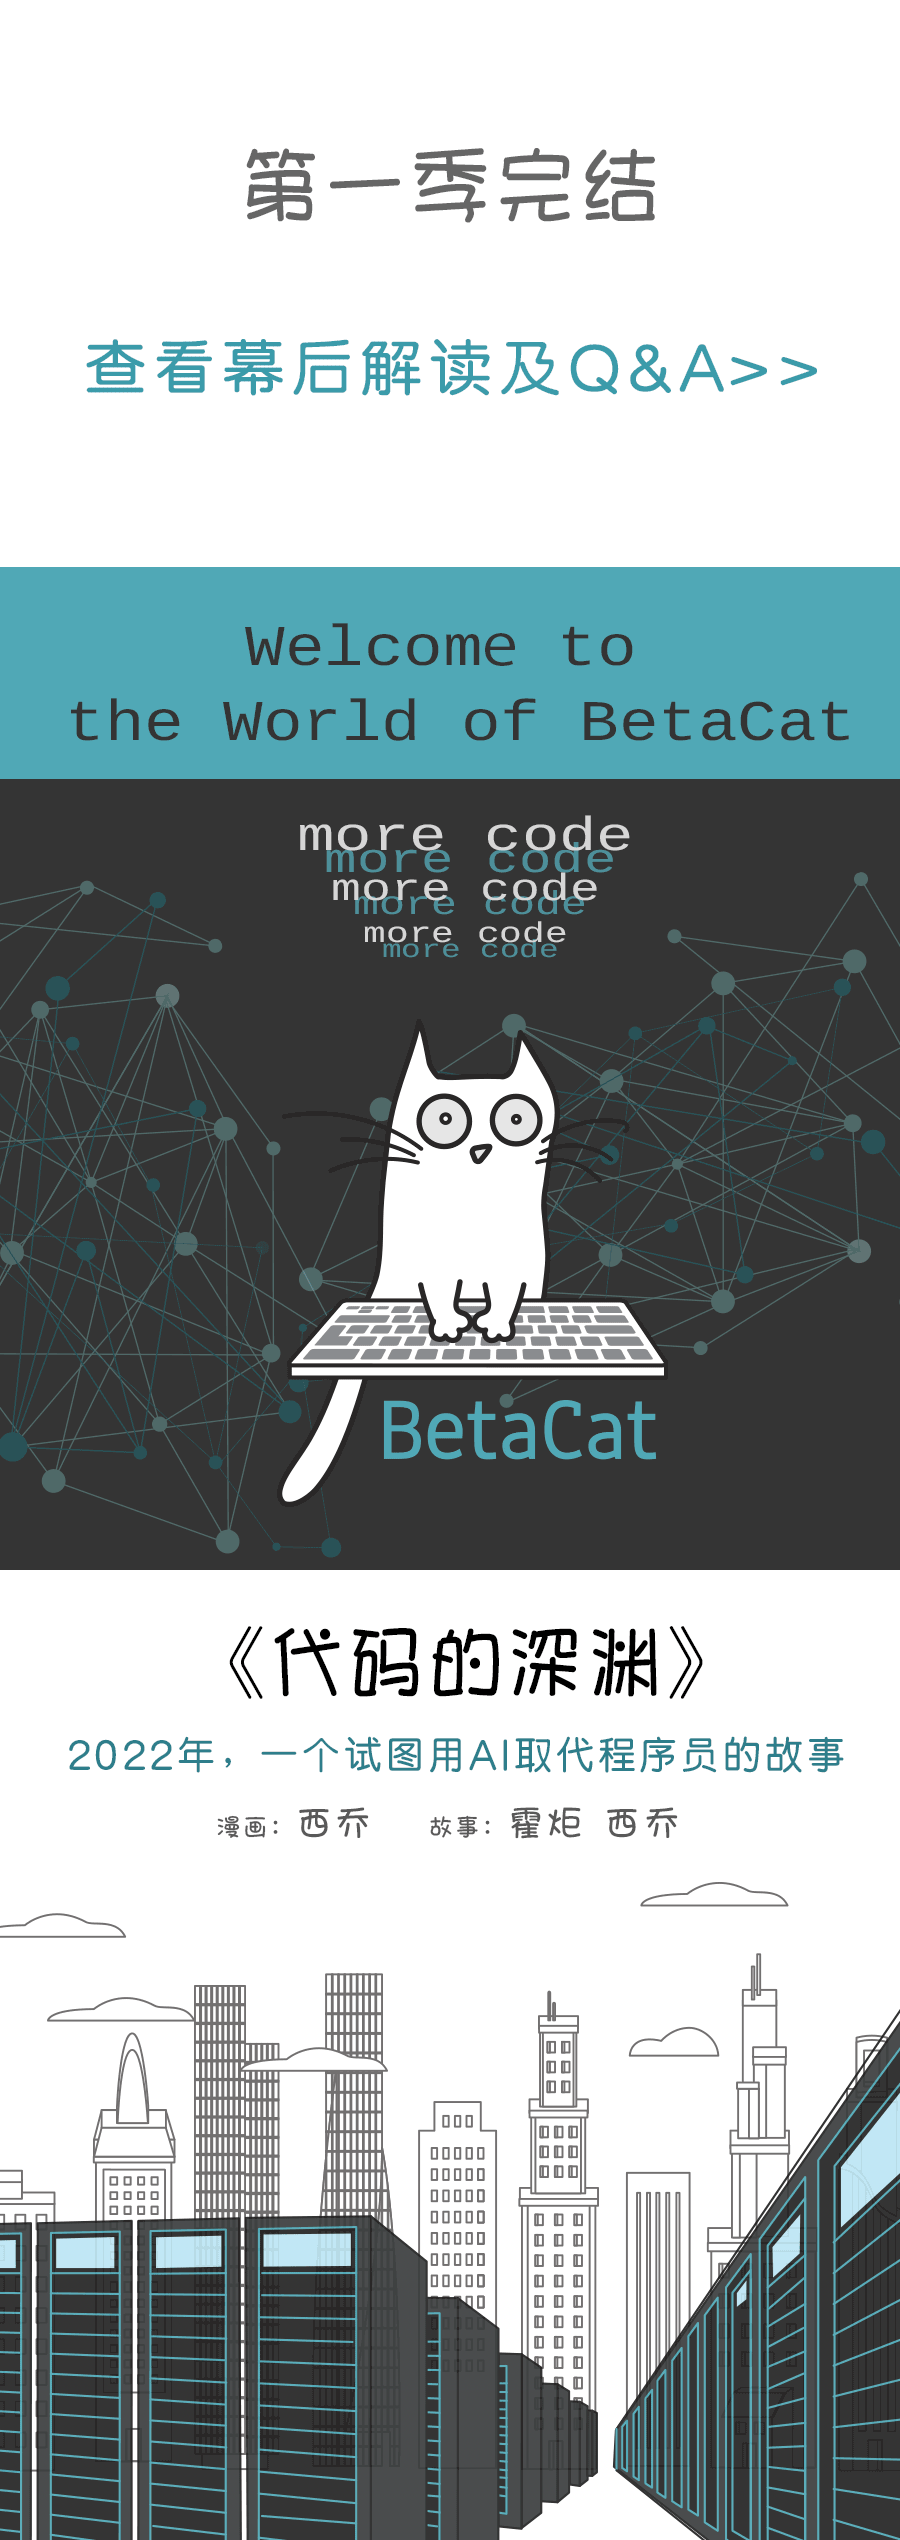 第一季完结
查看幕后解读及Q&A>>
Welcome to
the World of BetaCat
more code
more code
more code
more code
more code
more code
BetaCat
《代码的深渊》
2022年，一个试图用AI取代程序员的故事
漫画：西乔 故事：霍炬 西乔